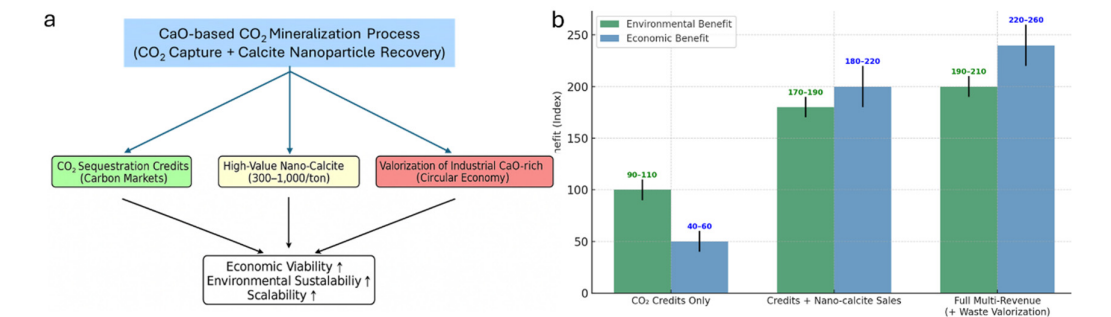 a
CaO-based CO₂ Mineralization Process
(CO₂ Capture + Calcite Nanoparticle Recovery)
CO₂ Sequestration Credits
(Carbon Markets)
High-Value Nano-Calcite
(300–1,000/ton)
Valorization of Industrial CaO-rich
(Circular Economy)
Economic Viability ↑
Environmental Sustalabiliy ↑
Scalability ↑
b
Environmental Benefit
Economic Benefit
nefit (Index)
250
200
150
100
50
0
90–110
40–60
170–190
180–220
190–210
220–260
CO₂ Credits Only
Credits + Nano-calcite Sales
Full Multi-Revenue
(+ Waste Valorization)